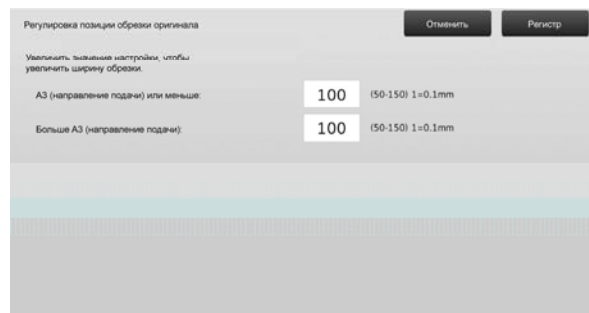 Регулировка позиции обрезки оригинала
Отменить
Регистр
Увеличить значение настройки, чтобы
увеличить ширину обрезки.
A3 (направление подачи) или меньше:
100
(50-150) 1=0.1mm
Больше A3 (направление подачи):
100
(50-150) 1=0.1mm